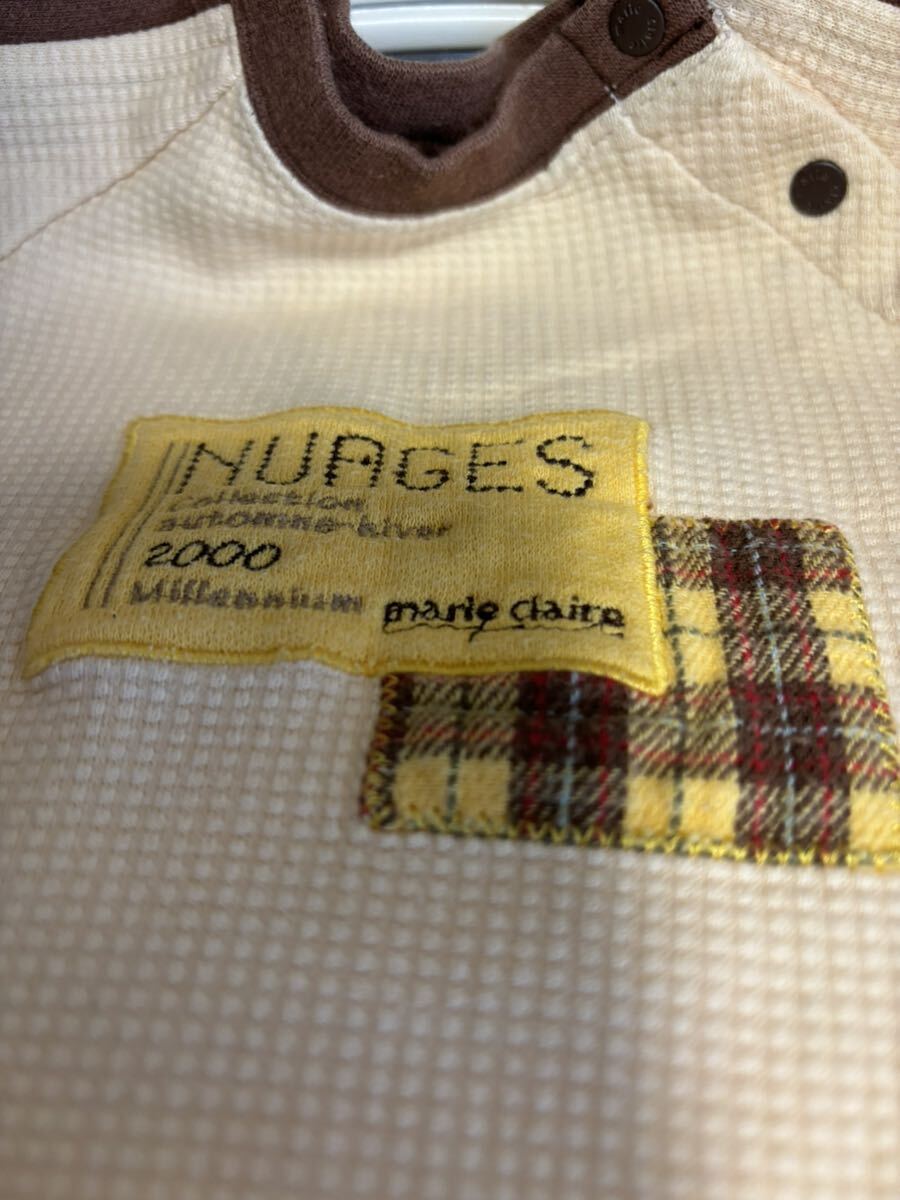 NUAGES
collection
automne-hiver
2000
Millennium
marie claire